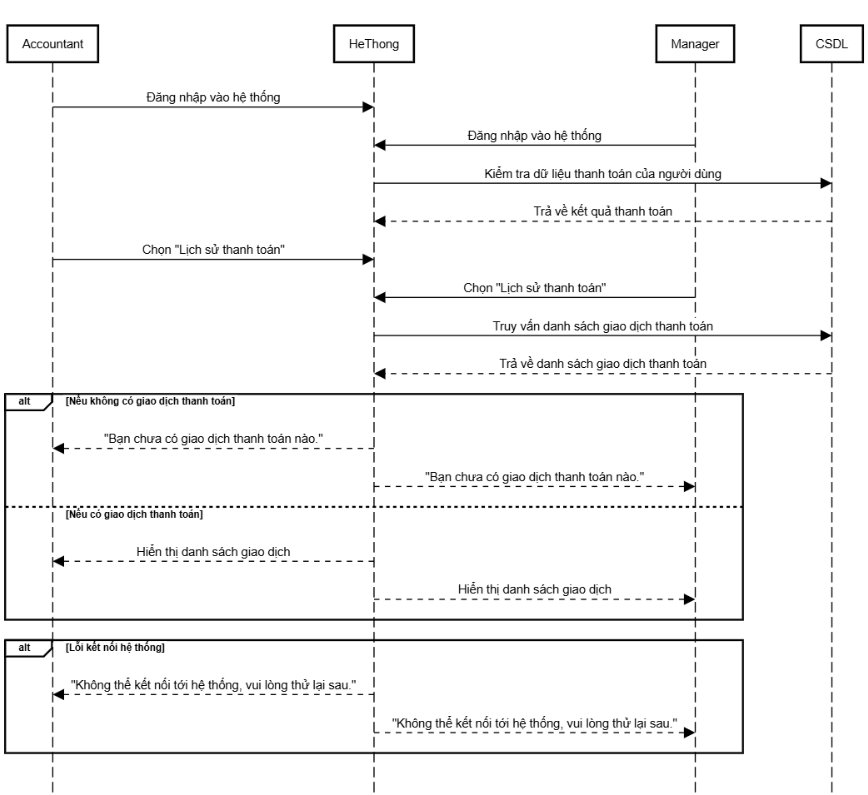 Accountant
HeThong
Manager
CSDL
Đăng nhập vào hệ thống
Đăng nhập vào hệ thống
Kiểm tra dữ liệu thanh toán của người dùng
Trả về kết quả thanh toán
Chọn "Lịch sử thanh toán"
Chọn "Lịch sử thanh toán"
Truy vấn danh sách giao dịch thanh toán
Trả về danh sách giao dịch thanh toán
alt
[Nếu không có giao dịch thanh toán]
"Bạn chưa có giao dịch thanh toán nào."
"Bạn chưa có giao dịch thanh toán nào."
[Nếu có giao dịch thanh toán]
Hiển thị danh sách giao dịch
Hiển thị danh sách giao dịch
alt
[Lỗi kết nối hệ thống]
"Không thể kết nối tới hệ thống, vui lòng thử lại sau."
"Không thể kết nối tới hệ thống, vui lòng thử lại sau."